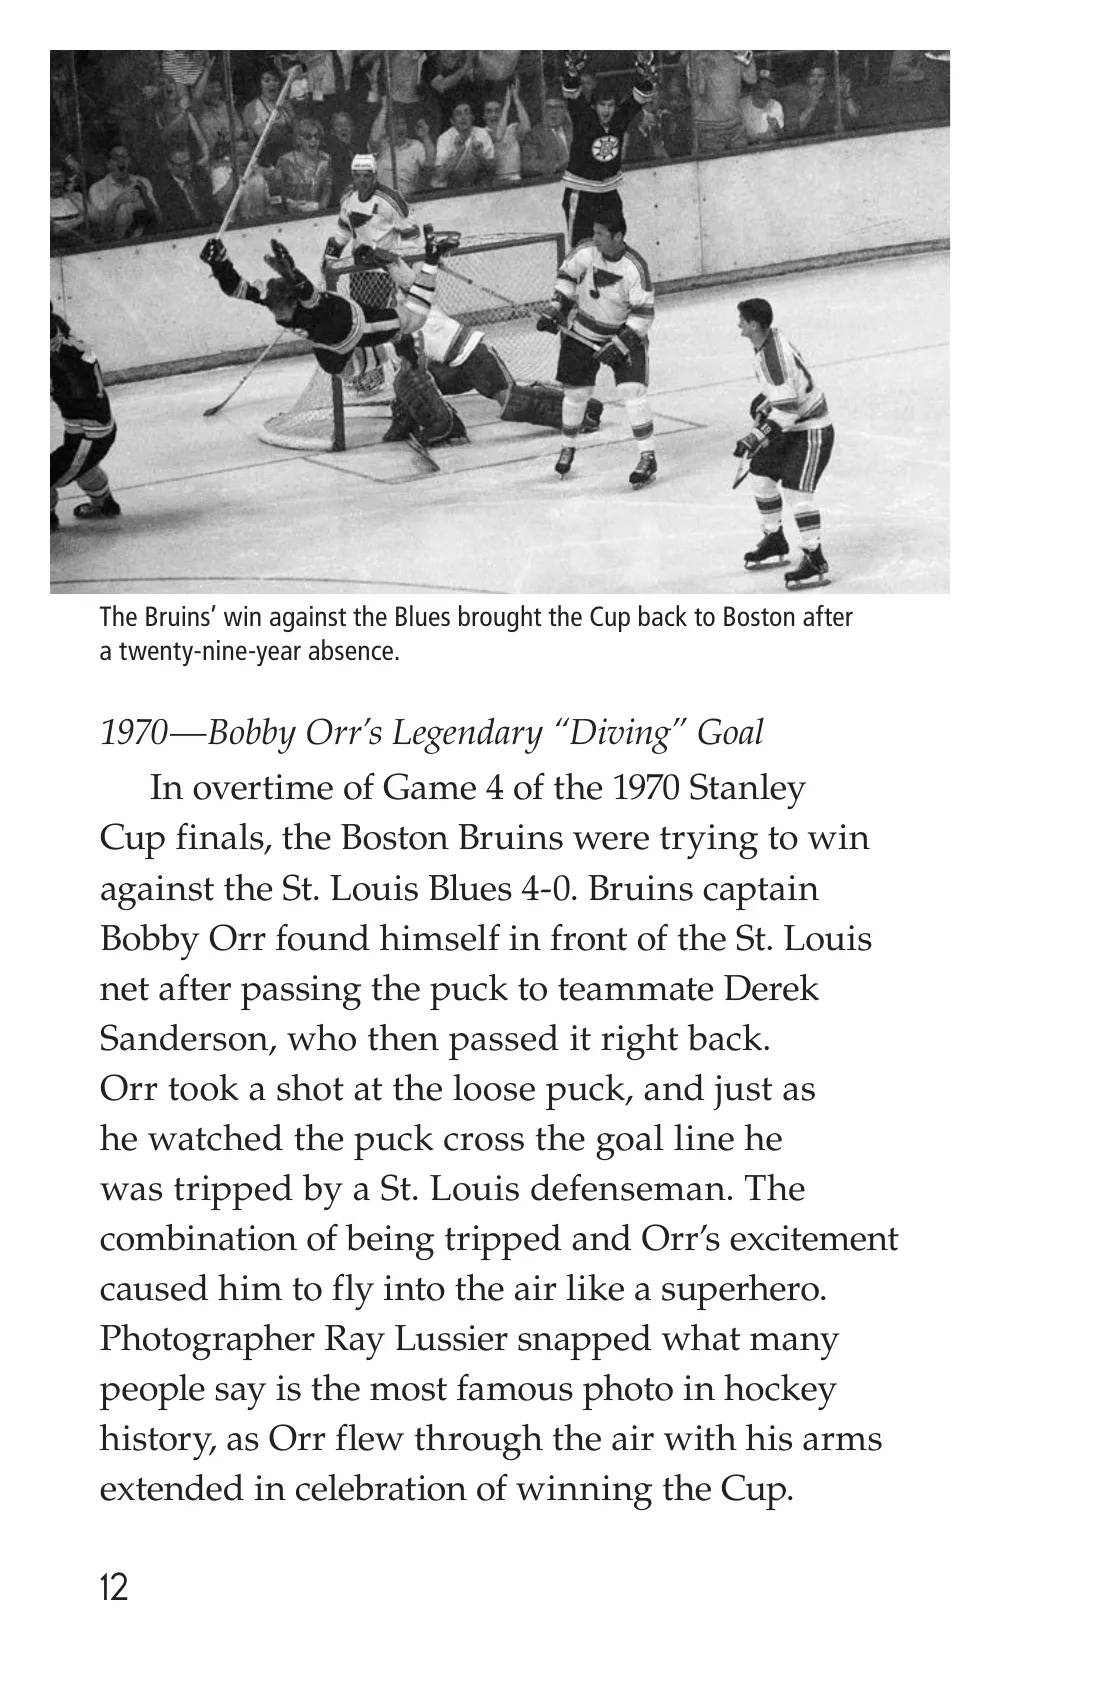 The Bruins’ win against the Blues brought the Cup back to Boston after
a twenty-nine-year absence.
1970—Bobby Orr’s Legendary “Diving” Goal
In overtime of Game 4 of the 1970 Stanley
Cup finals, the Boston Bruins were trying to win
against the St. Louis Blues 4-0. Bruins captain
Bobby Orr found himself in front of the St. Louis
net after passing the puck to teammate Derek
Sanderson, who then passed it right back.
Orr took a shot at the loose puck, and just as
he watched the puck cross the goal line he
was tripped by a St. Louis defenseman. The
combination of being tripped and Orr’s excitement
caused him to fly into the air like a superhero.
Photographer Ray Lussier snapped what many
people say is the most famous photo in hockey
history, as Orr flew through the air with his arms
extended in celebration of winning the Cup.
12